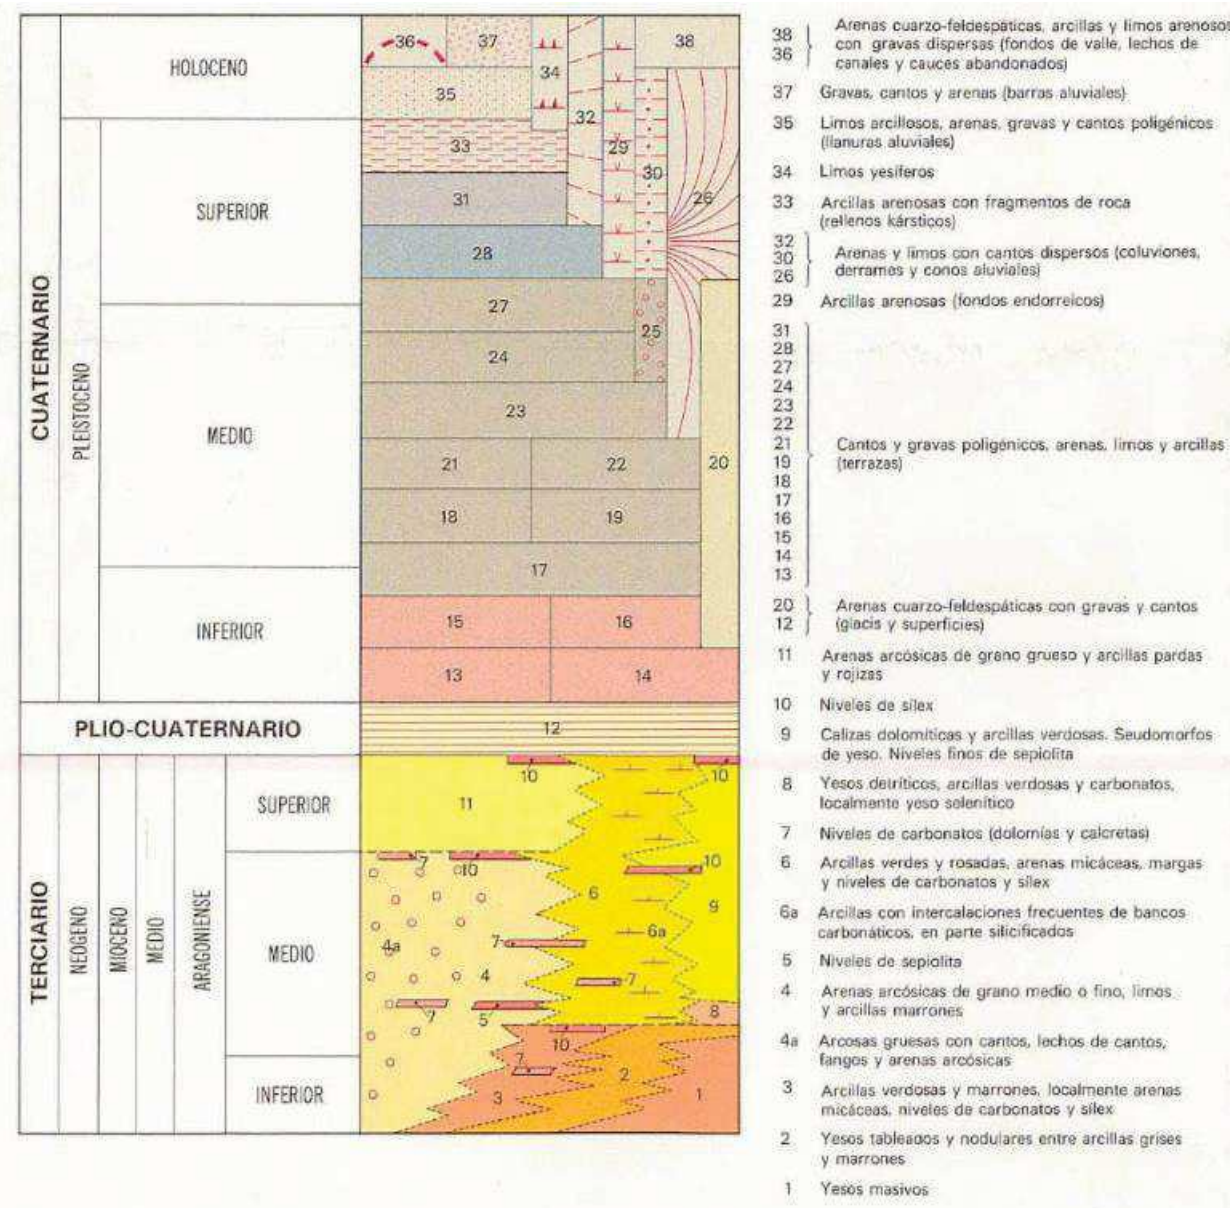 CUATERNARIO
PLEISTOCENO
HOLOCENO
SUPERIOR
MEDIO
INFERIOR
PLIO-CUATERNARIO
TERCIARIO
NEOGENO
MIOCENO
MEDIO
ARAGONIENSE
SUPERIOR
MEDIO
INFERIOR
36 37 34 38
35 32
33 29 30 26
31
28
27 25
24
23
21 22 20
18 19
17
15 16
13 14
12
10 10
11
7 10 10
6 9
4a 7 6a
4 7
7 5 8
10
7 2
3 1
38
36
Arenas cuarzo-feldespáticas, arcillas y limos arenosos
con gravas dispersas (fondos de valle, lechos de
canales y cauces abandonados)
37 Gravas, cantos y arenas (barras aluviales)
35 Limos arcillosos, arenas, gravas y cantos poligénicos
(llanuras aluviales)
34 Limos yesíferos
33 Arcillas arenosas con fragmentos de roca
(rellenos kársticos)
32
30
26
Arenas y limos con cantos dispersos (coluviones,
derrames y conos aluviales)
29 Arcillas arenosas (fondos endorreicos)
31
28
27
24
23
22
21
19
18
17
16
15
14
13
Cantos y gravas poligénicos, arenas, limos y arcillas
(terrazas)
20
12
Arenas cuarzo-feldespáticas con gravas y cantos
(glacis y superficies)
11 Arenas arcósicas de grano grueso y arcillas pardas
y rojizas
10 Niveles de sílex
9 Calizas dolomíticas y arcillas verdosas. Seudomorfos
de yeso. Niveles finos de sepiolita
8 Yesos detríticos, arcillas verdosas y carbonatos,
localmente yeso selenítico
7 Niveles de carbonatos (dolomías y calcretas)
6 Arcillas verdes y rosadas, arenas micáceas, margas
y niveles de carbonatos y sílex
6a Arcillas con intercalaciones frecuentes de bancos
carbonáticos, en parte silicificados
5 Niveles de sepiolita
4 Arenas arcósicas de grano medio o fino, limos
y arcillas marrones
4a Arcosas gruesas con cantos, lechos de cantos,
fangos y arenas arcósicas
3 Arcillas verdosas y marrones, localmente arenas
micáceas, niveles de carbonatos y sílex
2 Yesos tableados y nodulares entre arcillas grises
y marrones
1 Yesos masivos